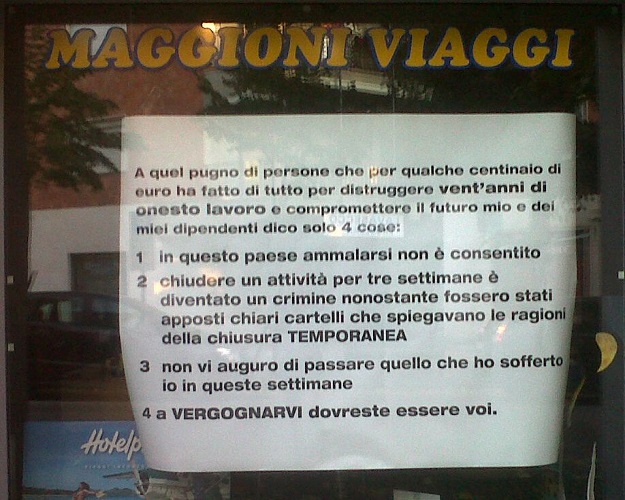 MAGGIONI VIAGGI
A quel pugno di persone che per qualche centinaio di
euro ha fatto di tutto per distruggere vent'anni di
onesto lavoro e compromettere il futuro mio e dei
miei dipendenti dico solo 4 cose:
1 in questo paese ammalarsi non è consentito
2 chiudere un attività per tre settimane è
diventato un crimine nonostante fossero stati
apposti chiari cartelli che spiegavano le ragioni
della chiusura TEMPORANEA
3 non vi auguro di passare quello che ho sofferto
io in queste settimane
4 a VERGOGNARVI dovreste essere voi.
Hotelp